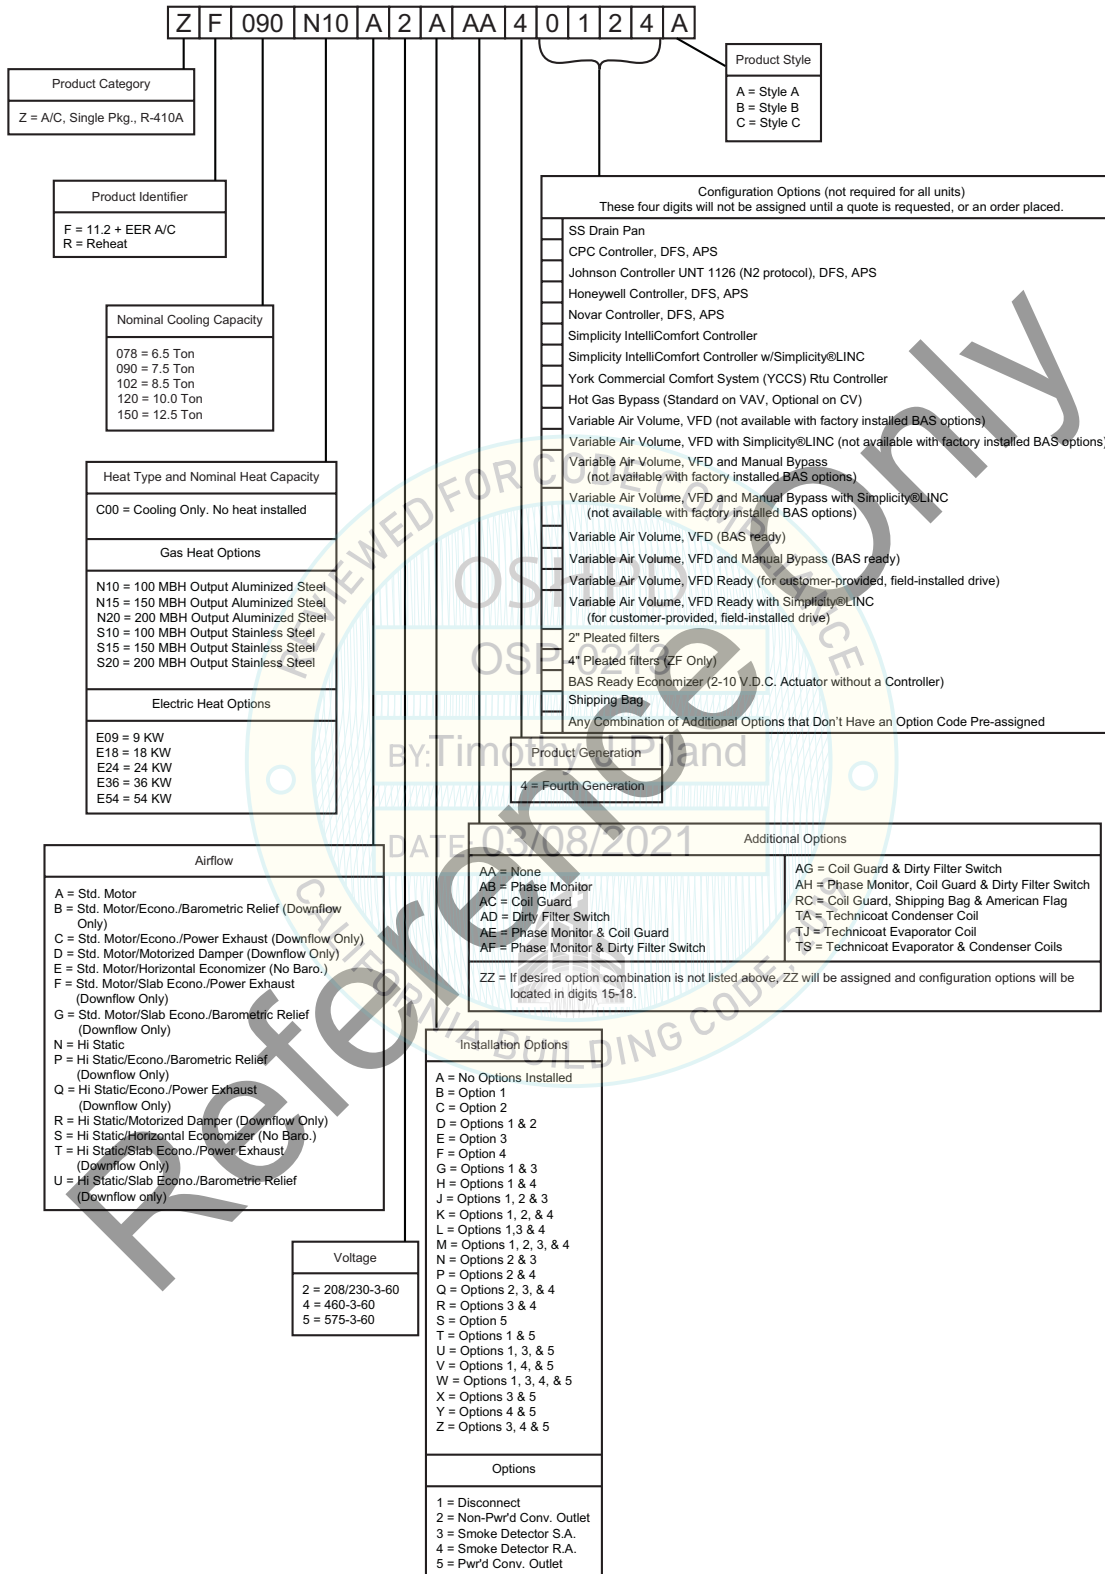 Z F 090 N10 A 2 A AA 4 0 1 2 4 A
Product Category
Z = A/C, Single Pkg., R-410A
Product Style
A = Style A
B = Style B
C = Style C
Product Identifier
F = 11.2 + EER A/C
R = Reheat
Configuration Options (not required for all units)
These four digits will not be assigned until a quote is requested, or an order placed.
SS Drain Pan
CPC Controller, DFS, APS
Johnson Controller UNT 1126 (N2 protocol), DFS, APS
Honeywell Controller, DFS, APS
Novar Controller, DFS, APS
Simplicity IntelliComfort Controller
Simplicity IntelliComfort Controller w/Simplicity®LINC
York Commercial Comfort System (YCCS) Rtu Controller
Hot Gas Bypass (Standard on VAV, Optional on CV)
Variable Air Volume, VFD (not available with factory installed BAS options)
Variable Air Volume, VFD with Simplicity®LINC (not available with factory installed BAS options)
Variable Air Volume, VFD and Manual Bypass
(not available with factory installed BAS options)
Variable Air Volume, VFD and Manual Bypass with Simplicity®LINC
(not available with factory installed BAS options)
Variable Air Volume, VFD (BAS ready)
Variable Air Volume, VFD and Manual Bypass (BAS ready)
Variable Air Volume, VFD Ready (for customer-provided, field-installed drive)
Variable Air Volume, VFD Ready with Simplicity®LINC
(for customer-provided, field-installed drive)
2" Pleated filters
4" Pleated filters (ZF Only)
BAS Ready Economizer (2-10 V.D.C. Actuator without a Controller)
Shipping Bag
Any Combination of Additional Options that Don't Have an Option Code Pre-assigned
Nominal Cooling Capacity
078 = 6.5 Ton
090 = 7.5 Ton
102 = 8.5 Ton
120 = 10.0 Ton
150 = 12.5 Ton
Heat Type and Nominal Heat Capacity
C00 = Cooling Only. No heat installed
Gas Heat Options
N10 = 100 MBH Output Aluminized Steel
N15 = 150 MBH Output Aluminized Steel
N20 = 200 MBH Output Aluminized Steel
S10 = 100 MBH Output Stainless Steel
S15 = 150 MBH Output Stainless Steel
S20 = 200 MBH Output Stainless Steel
Electric Heat Options
E09 = 9 KW
E18 = 18 KW
E24 = 24 KW
E36 = 36 KW
E54 = 54 KW
Product Generation
4 = Fourth Generation
Airflow
A = Std. Motor
B = Std. Motor/Econo./Barometric Relief (Downflow
Only)
C = Std. Motor/Econo./Power Exhaust (Downflow Only)
D = Std. Motor/Motorized Damper (Downflow Only)
E = Std. Motor/Horizontal Economizer (No Baro.)
F = Std. Motor/Slab Econo./Power Exhaust
(Downflow Only)
G = Std. Motor/Slab Econo./Barometric Relief
(Downflow Only)
N = Hi Static
P = Hi Static/Econo./Barometric Relief
(Downflow Only)
Q = Hi Static/Econo./Power Exhaust
(Downflow Only)
R = Hi Static/Motorized Damper (Downflow Only)
S = Hi Static/Horizontal Economizer (No Baro.)
T = Hi Static/Slab Econo./Power Exhaust
(Downflow Only)
U = Hi Static/Slab Econo./Barometric Relief
(Downflow only)
Additional Options
AA = None
AB = Phase Monitor
AC = Coil Guard
AD = Dirty Filter Switch
AE = Phase Monitor & Coil Guard
AF = Phase Monitor & Dirty Filter Switch
AG = Coil Guard & Dirty Filter Switch
AH = Phase Monitor, Coil Guard & Dirty Filter Switch
RC = Coil Guard, Shipping Bag & American Flag
TA = Technicoat Condenser Coil
TJ = Technicoat Evaporator Coil
TS = Technicoat Evaporator & Condenser Coils
ZZ = If desired option combination is not listed above, ZZ will be assigned and configuration options will be
located in digits 15-18.
Installation Options
A = No Options Installed
B = Option 1
C = Option 2
D = Options 1 & 2
E = Option 3
F = Option 4
G = Options 1 & 3
H = Options 1 & 4
J = Options 1, 2 & 3
K = Options 1, 2, & 4
L = Options 1,3 & 4
M = Options 1, 2, 3, & 4
N = Options 2 & 3
P = Options 2 & 4
Q = Options 2, 3, & 4
R = Options 3 & 4
S = Option 5
T = Options 1 & 5
U = Options 1, 3, & 5
V = Options 1, 4, & 5
W = Options 1, 3, 4, & 5
X = Options 3 & 5
Y = Options 4 & 5
Z = Options 3, 4 & 5
Options
1 = Disconnect
2 = Non-Pwr'd Conv. Outlet
3 = Smoke Detector S.A.
4 = Smoke Detector R.A.
5 = Pwr'd Conv. Outlet
Voltage
2 = 208/230-3-60
4 = 460-3-60
5 = 575-3-60
Reference Only
REVIEWED FOR CODE COMPLIANCE
OSHPD
OSP-0213
BY: Timothy
DATE: 03/08/2021
CALIFORNIA BUILDING CODE,